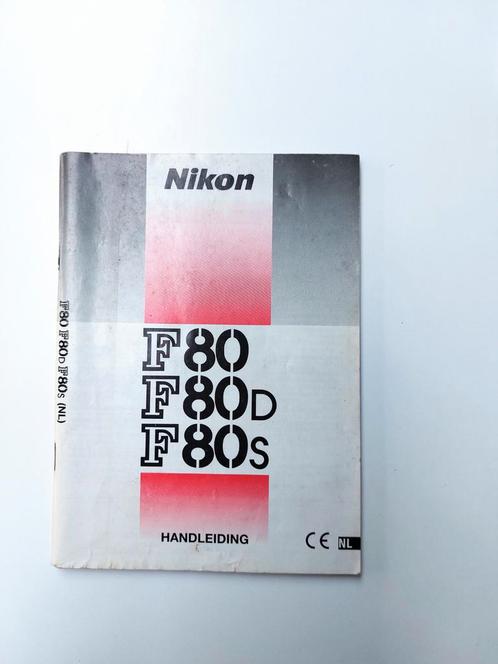 Nikon
F80
F80D
F80S
HANDLEIDING
CE NL
F80 F80D F80S (NL)